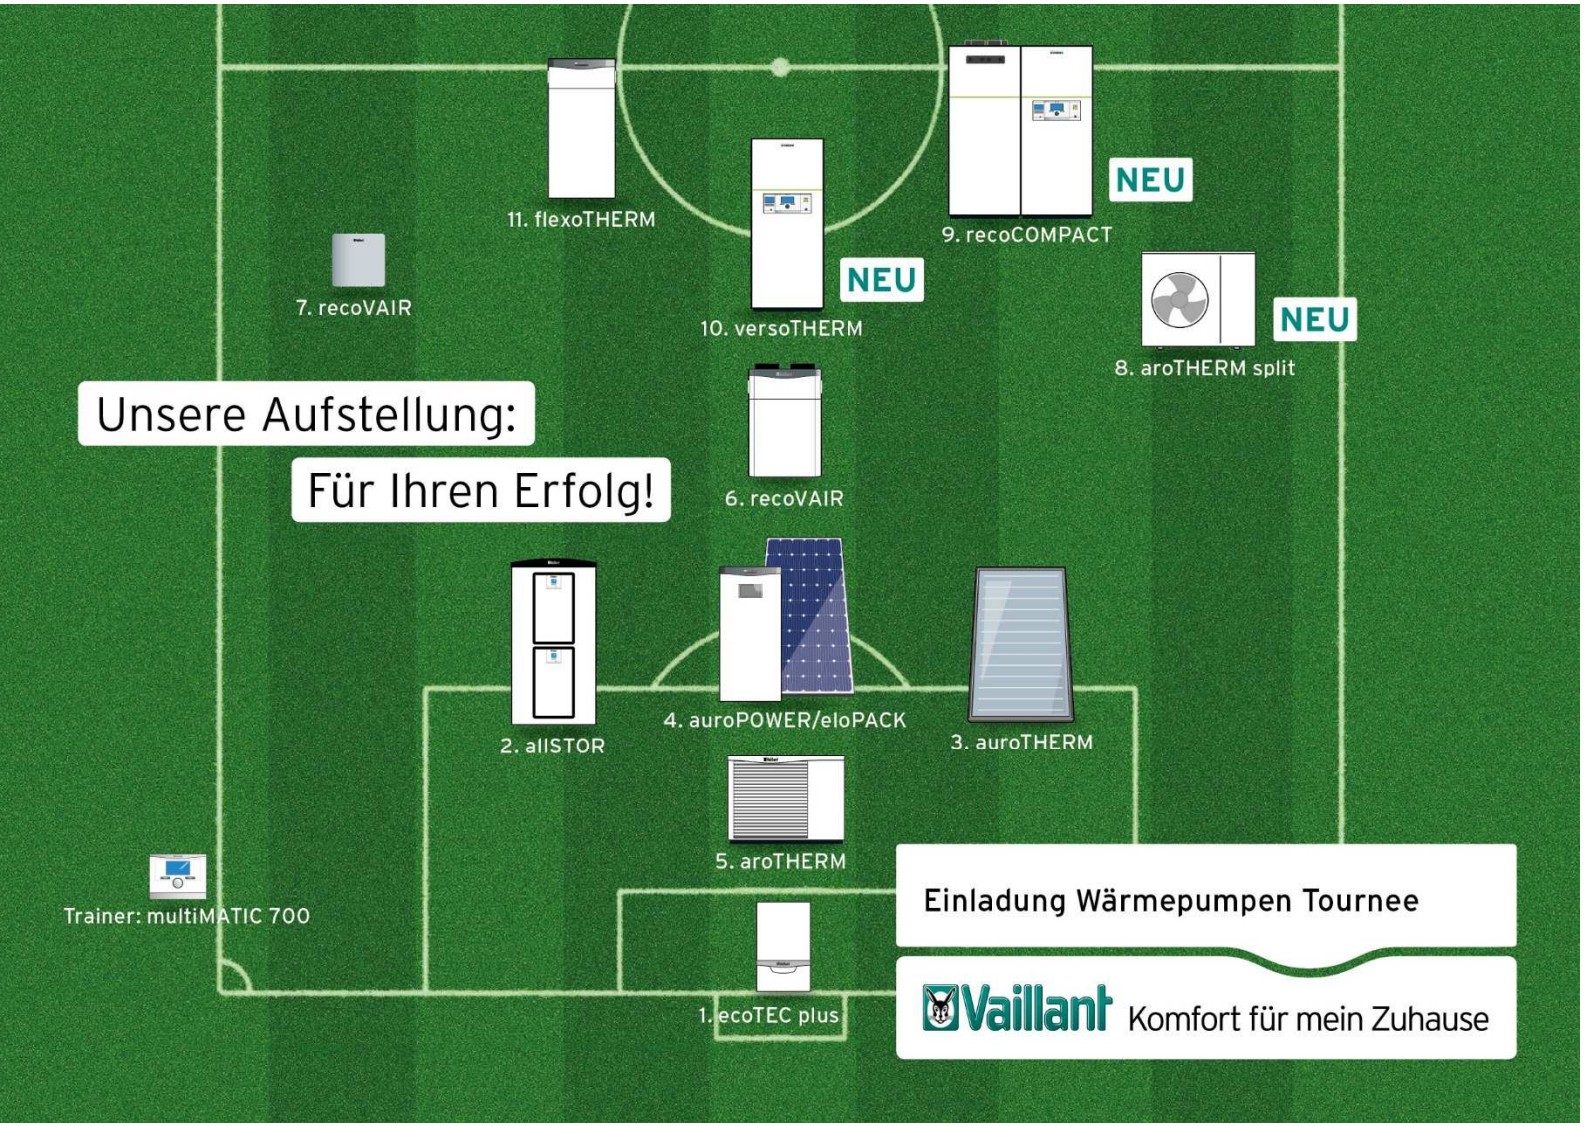 NEU
11. flexoTHERM
9. recoCOMPACT
NEU
7. recoVAIR
10. versoTHERM
NEU
8. aroTHERM split
Unsere Aufstellung:
Für Ihren Erfolg!
6. recoVAIR
4. auroPOWER/eloPACK
2. allSTOR
3. auroTHERM
5. aroTHERM
Trainer: multiMATIC 700
Einladung Wärmepumpen Tournee
1. ecoTEC plus
Vaillant Komfort für mein Zuhause